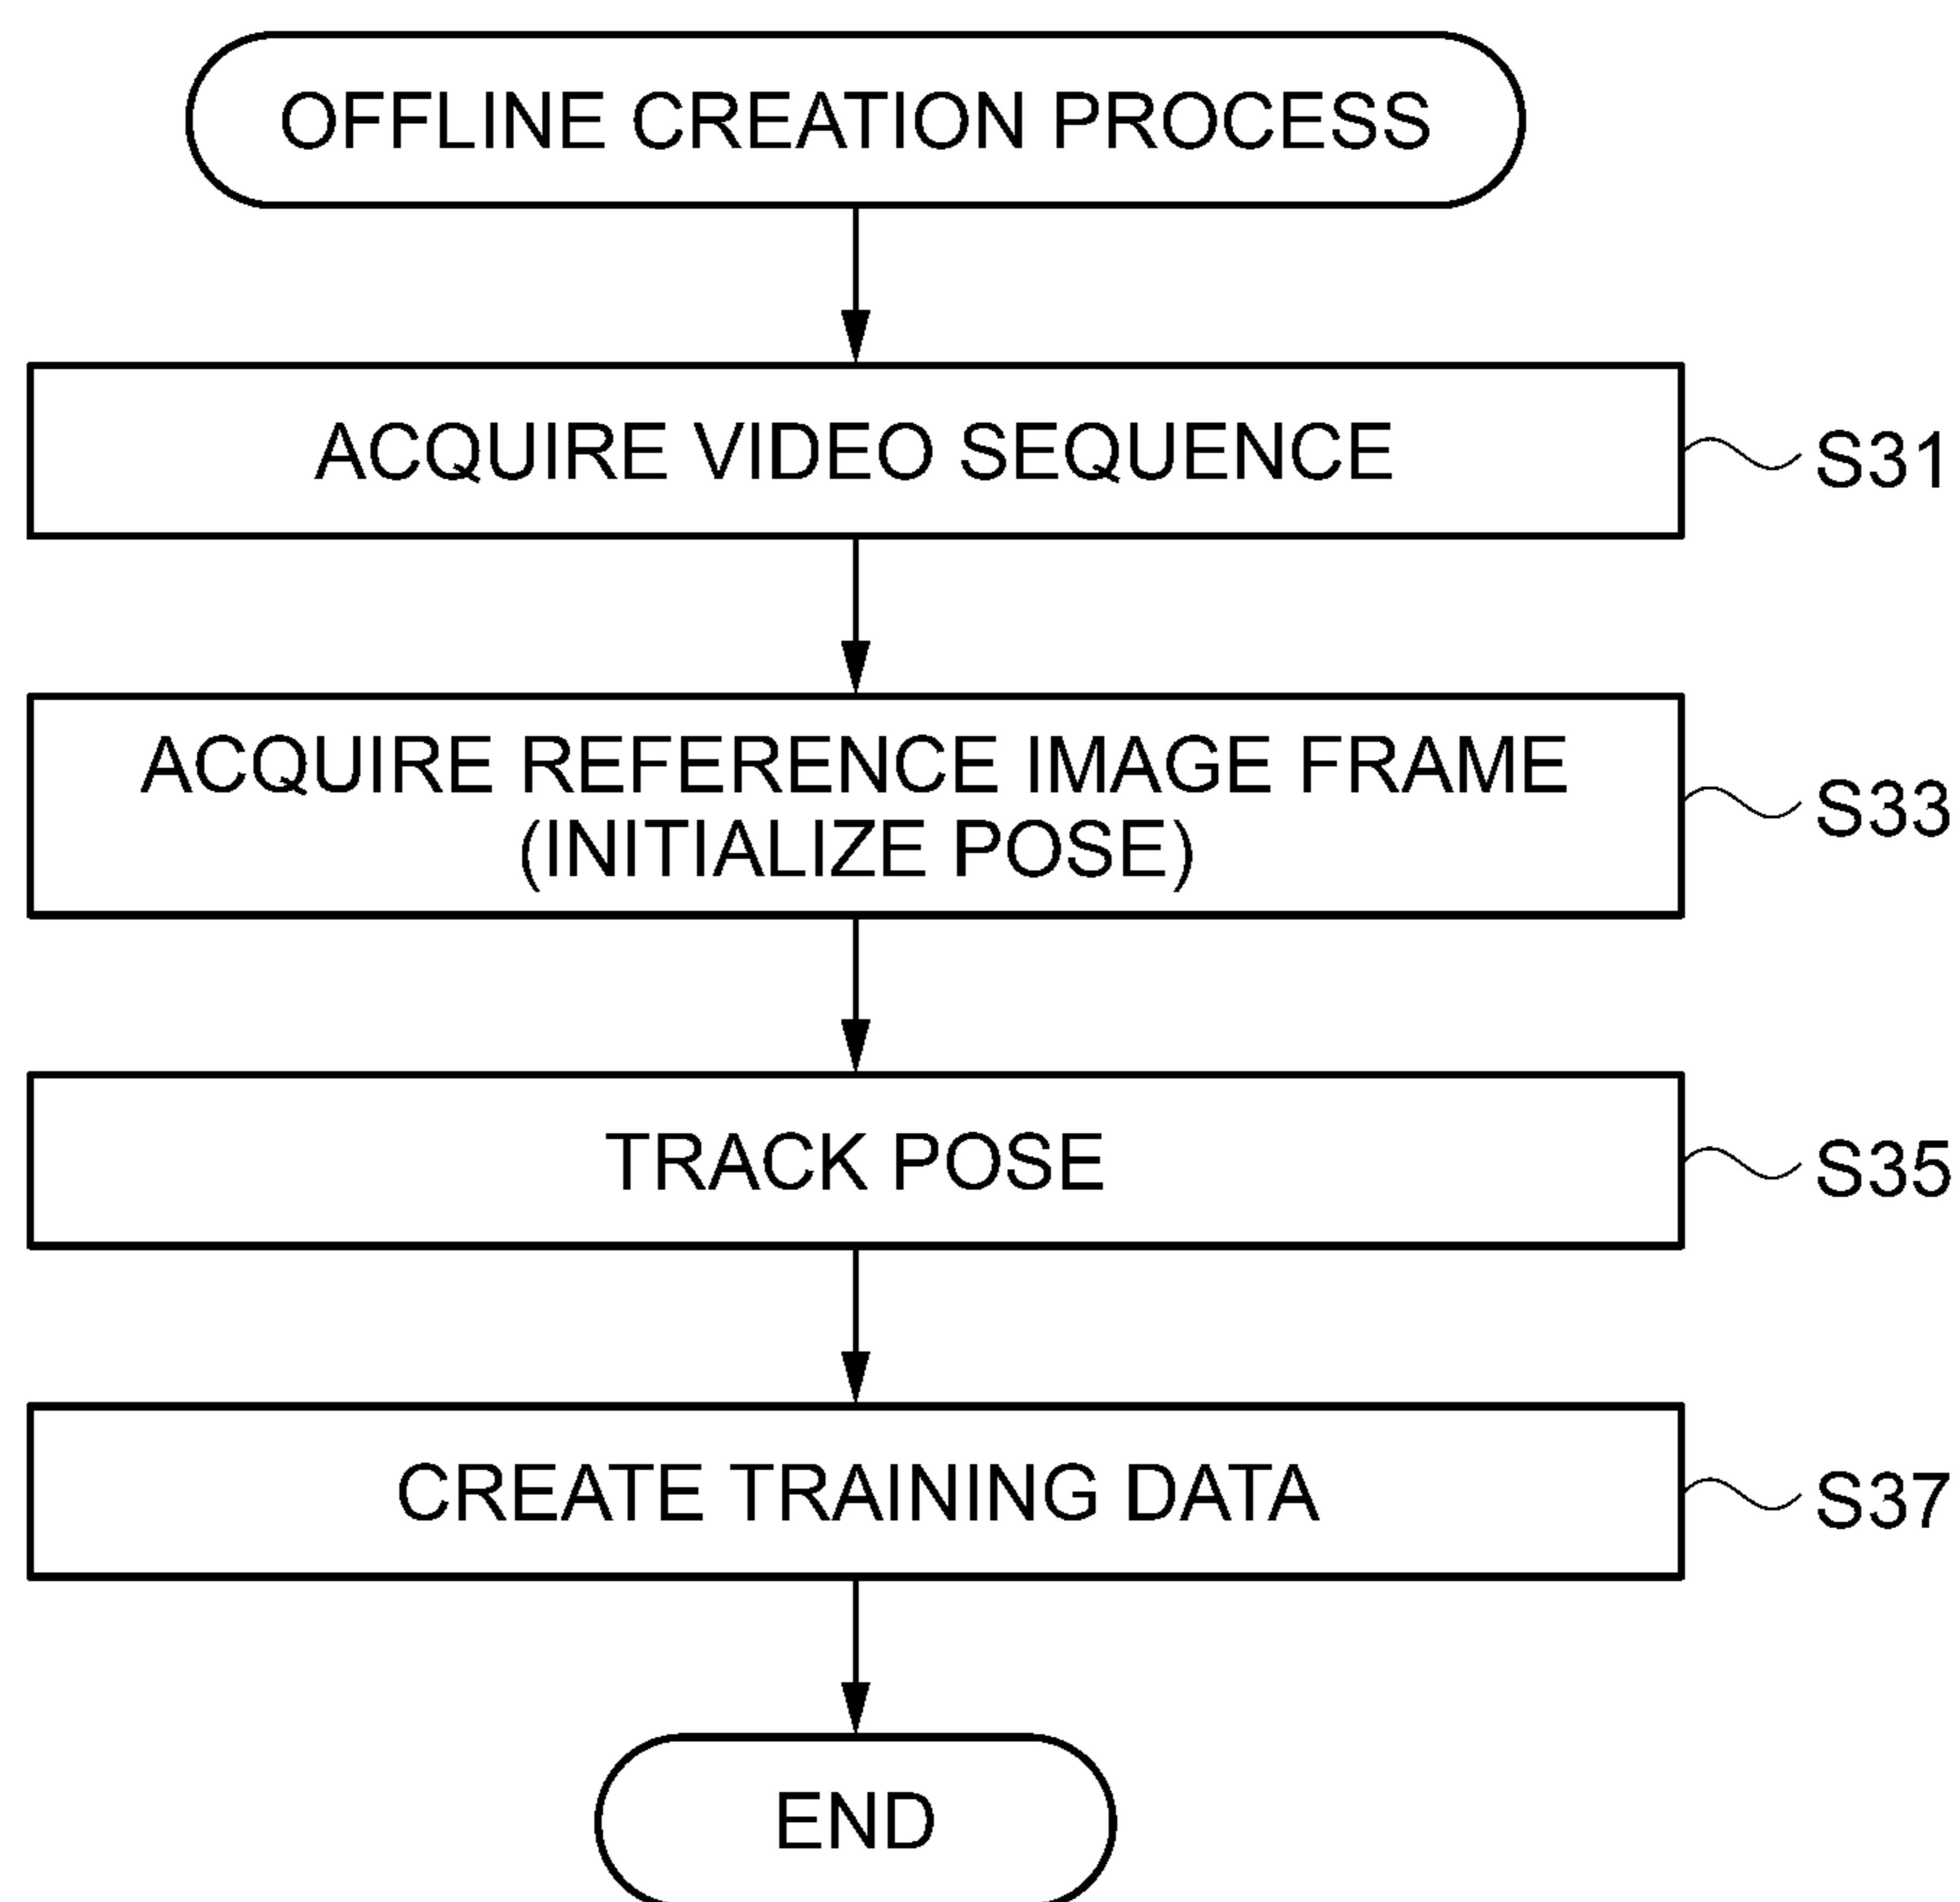 OFFLINE CREATION PROCESS
ACQUIRE VIDEO SEQUENCE
S31
ACQUIRE REFERENCE IMAGE FRAME
(INITIALIZE POSE)
S33
TRACK POSE
S35
CREATE TRAINING DATA
S37
END